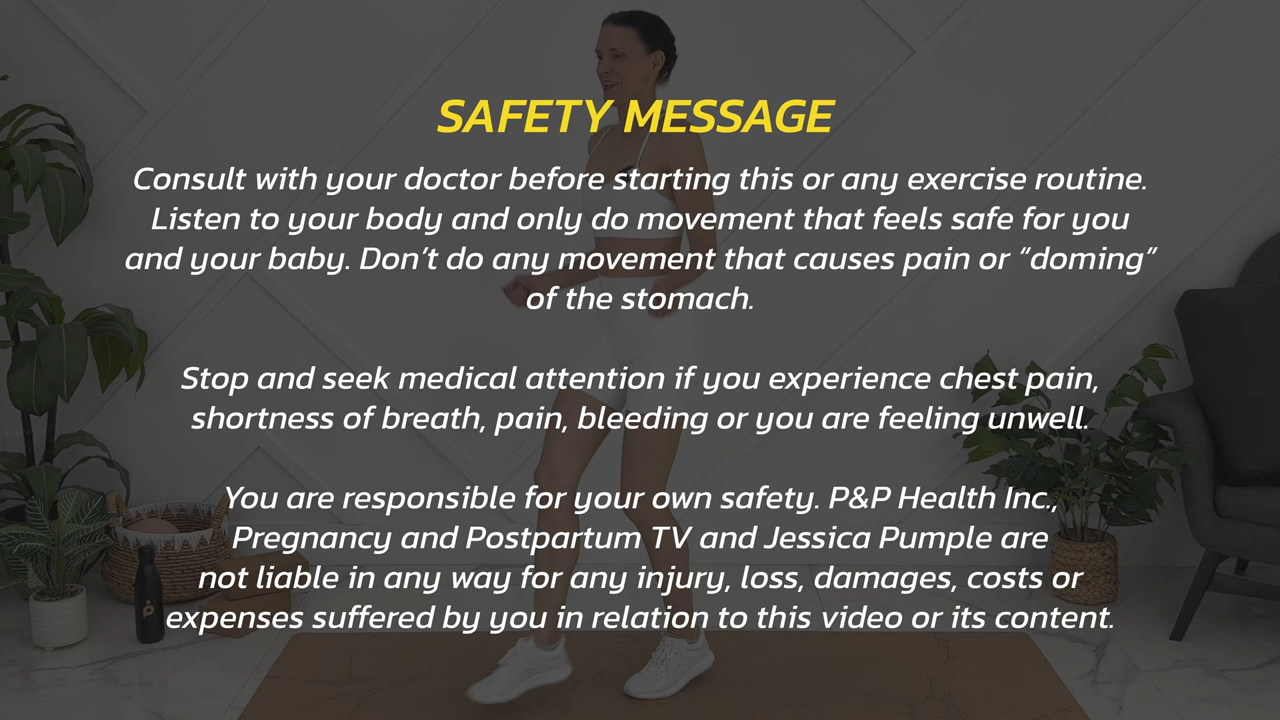 SAFETY MESSAGE
Consult with your doctor before starting this or any exercise routine.
Listen to your body and only do movement that feels safe for you
and your baby. Don’t do any movement that causes pain or “doming”
of the stomach.
Stop and seek medical attention if you experience chest pain,
shortness of breath, pain, bleeding or you are feeling unwell.
You are responsible for your own safety. P&P Health Inc.,
Pregnancy and Postpartum TV and Jessica Pumple are
not liable in any way for any injury, loss, damages, costs or
expenses suffered by you in relation to this video or its content.